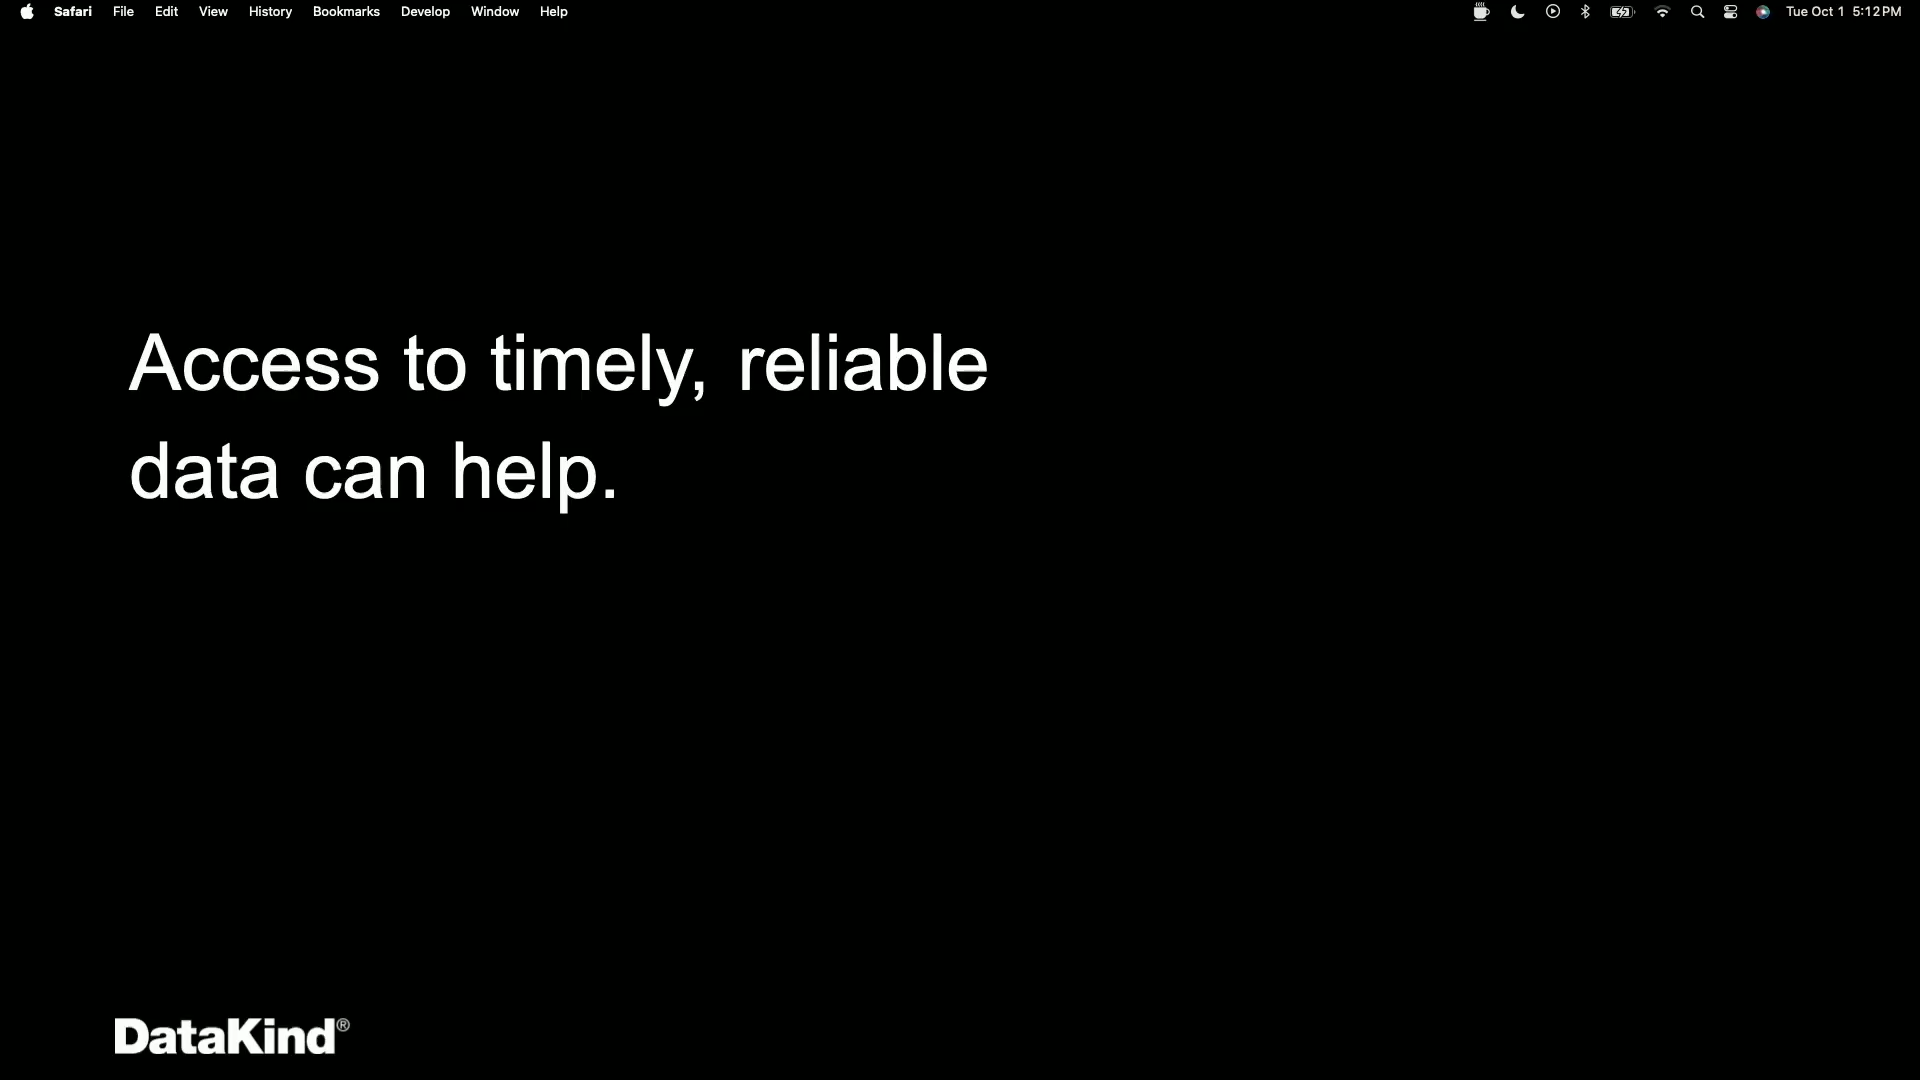 Safari File Edit View History Bookmarks Develop Window Help Tue Oct 1 5:12 PM
Access to timely, reliable
data can help.
DataKind®